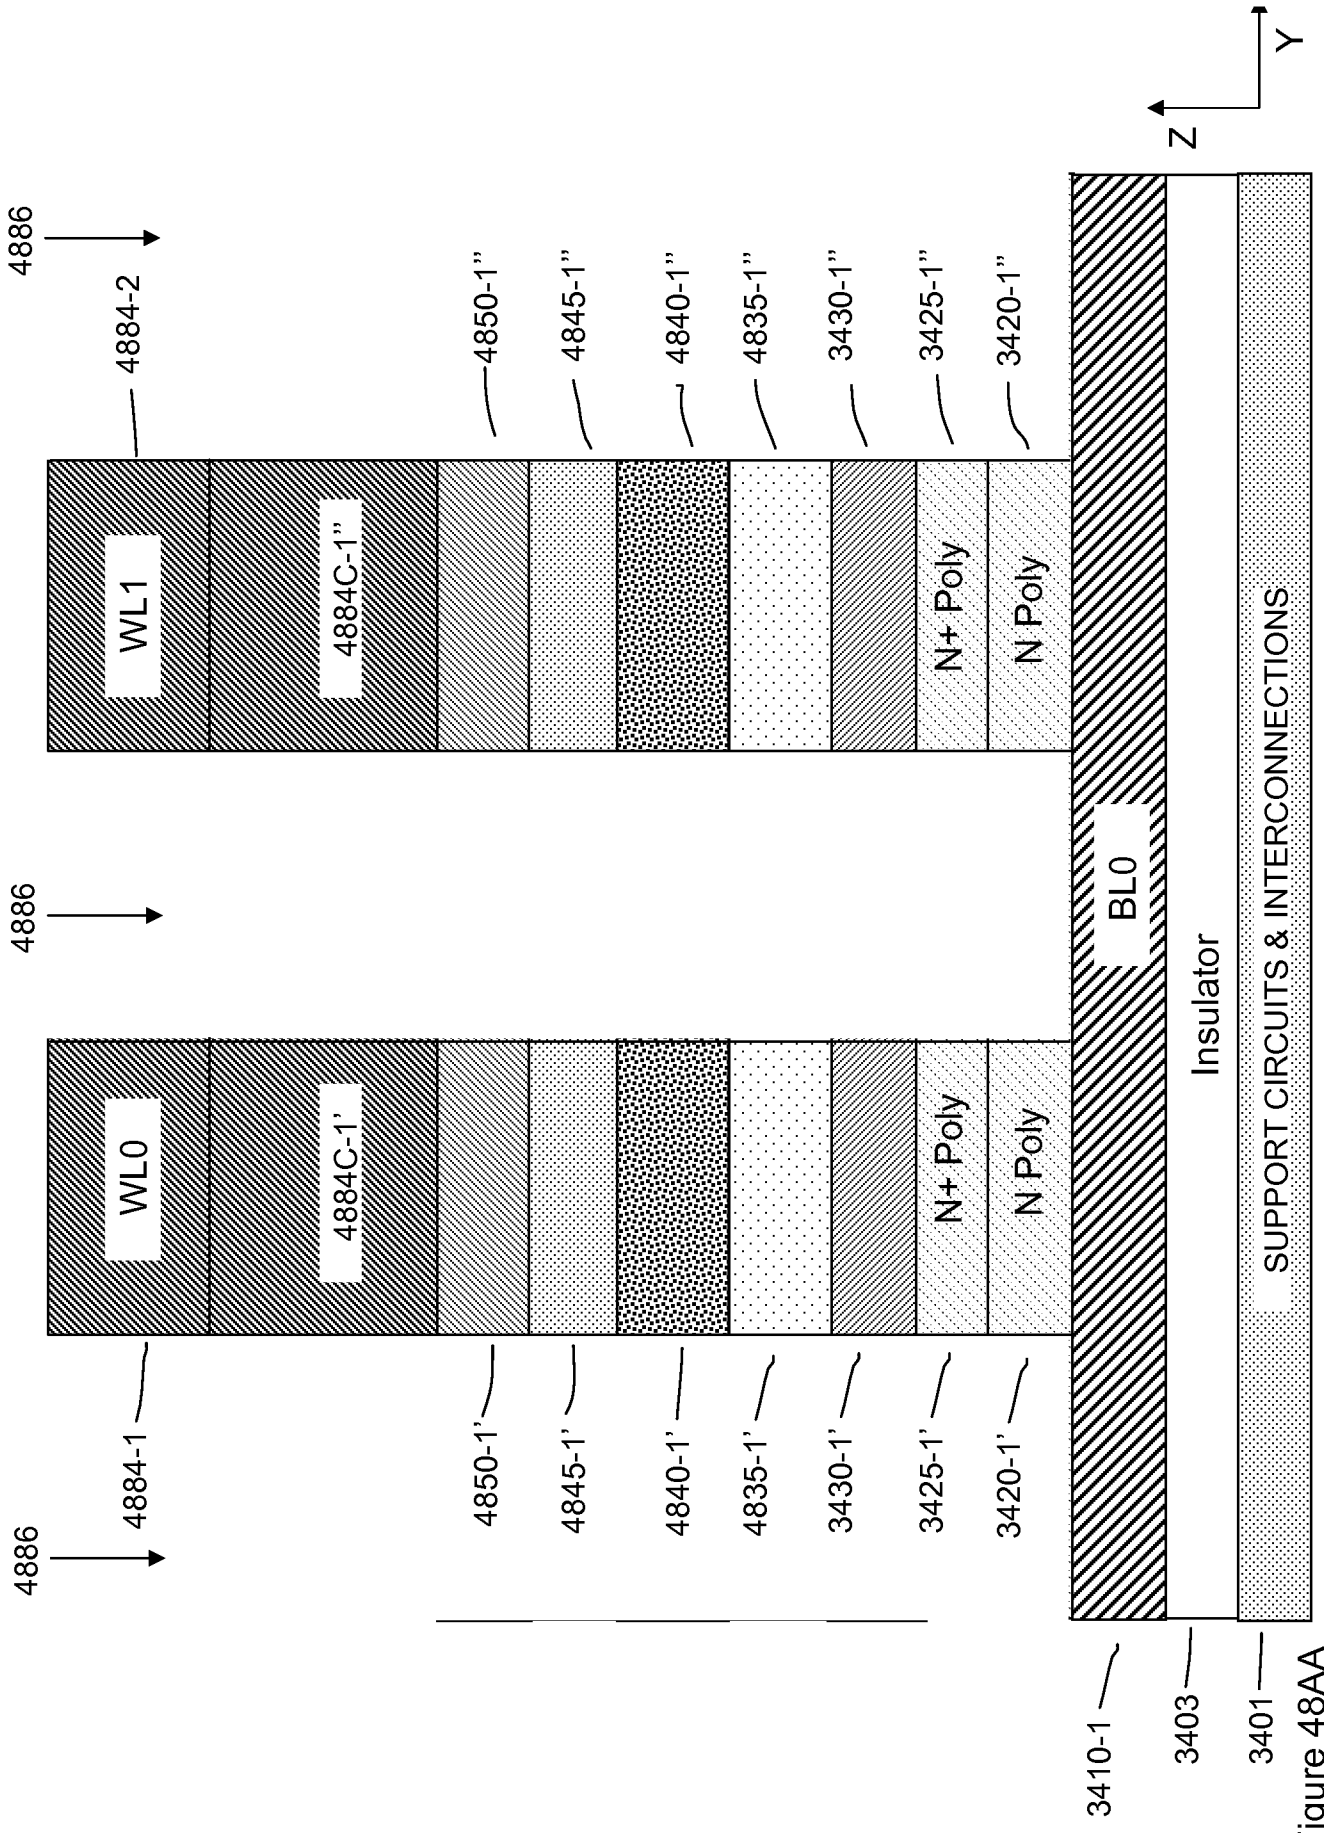 4886
4886
4886
4884-1
WL0
WL1
4884-2
4884C-1’
4884C-1”
4850-1’
4850-1”
4845-1’
4845-1”
4840-1’
4840-1”
4835-1’
4835-1”
3430-1’
3430-1”
3425-1’
N+ Poly
N+ Poly
3425-1”
3420-1’
N Poly
N Poly
3420-1”
3410-1
BL0
Z
Y
3403
Insulator
3401
SUPPORT CIRCUITS & INTERCONNECTIONS
igure 48AA